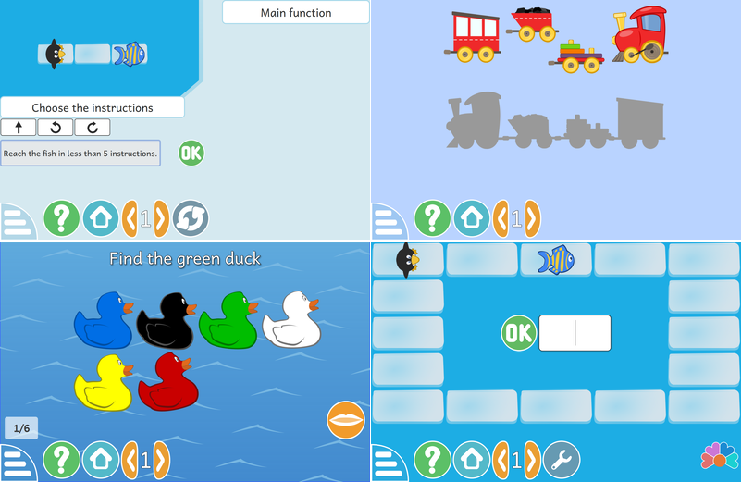 Main function
Choose the instructions
Reach the fish in less than 5 instructions.
OK
? 1
? 1
Find the green duck
1/6
? 1
OK
? 1